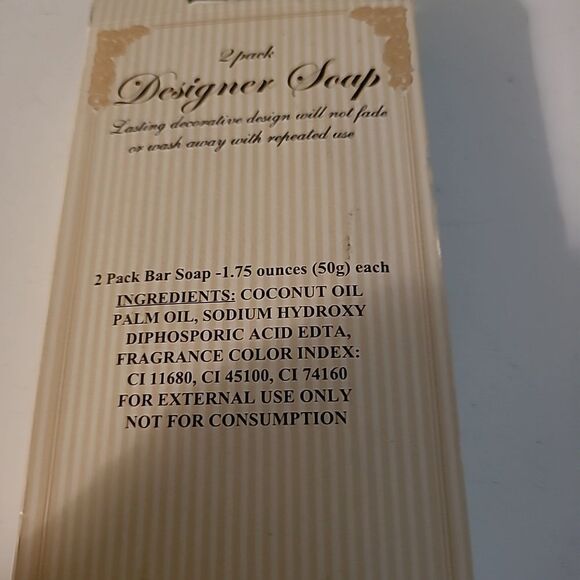 2 pack
Designer Soap
Lasting decorative design will not fade
or wash away with repeated use
2 Pack Bar Soap -1.75 ounces (50g) each
INGREDIENTS: COCONUT OIL
PALM OIL, SODIUM HYDROXY
DIPHOSPORIC ACID EDTA,
FRAGRANCE COLOR INDEX:
CI 11680, CI 45100, CI 74160
FOR EXTERNAL USE ONLY
NOT FOR CONSUMPTION